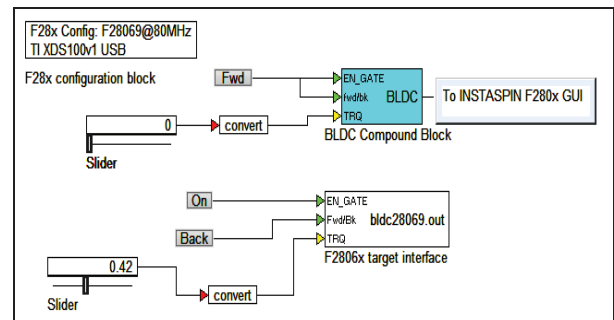 F28x Config: F28069@80MHz
TI XDS100v1 USB
F28x configuration block
Fwd
EN_GATE
fwd/bk BLDC
TRQ
To INSTASPIN F280x GUI
BLDC Compound Block
0
convert
Slider
On
EN_GATE
Fwd/Bk bldc28069.out
TRQ
Back
F2806x target interface
0.42
convert
Slider